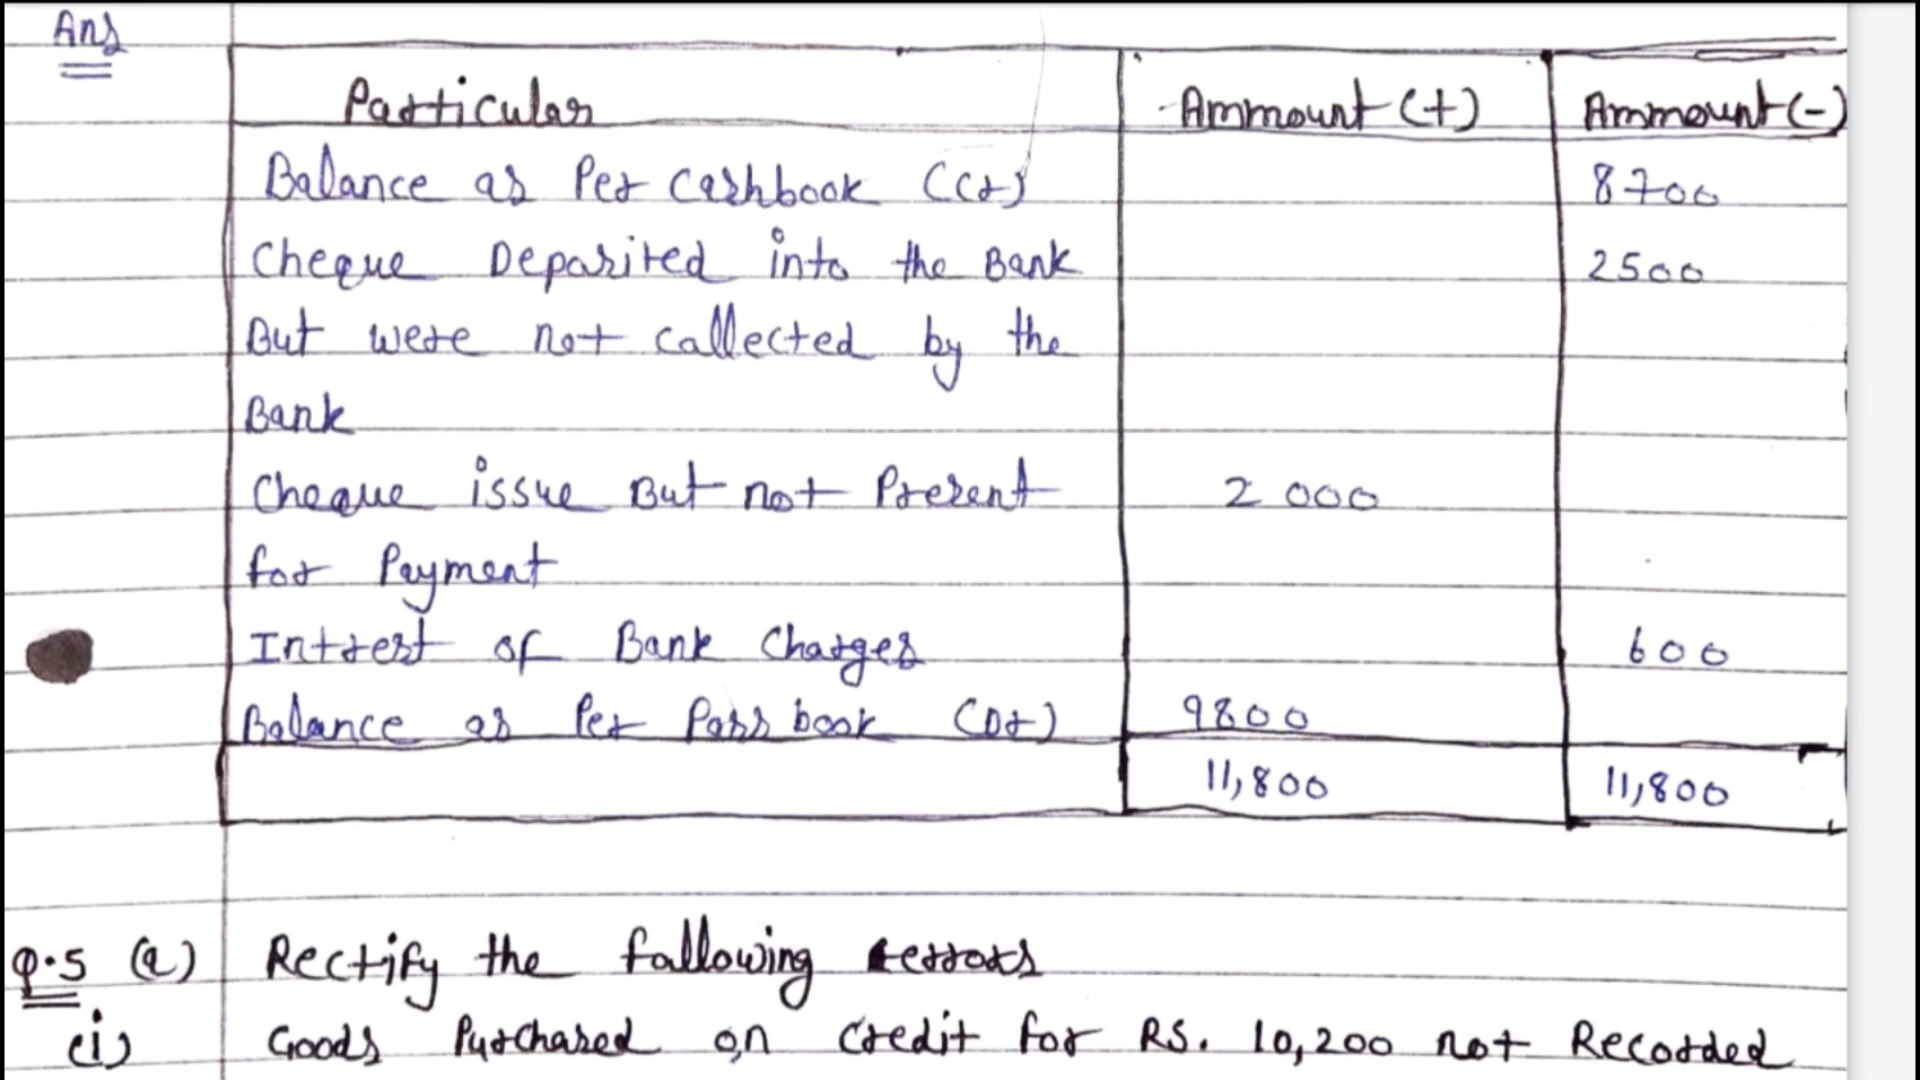 Ans
Particular Ammount (+) Ammount (-)
Balance as Per cashbook (Cr) 8700
Cheque Deposited into the Bank 2500
But were not collected by the
Bank
Cheque issue But not Present 2000
for Payment
Intrest of Bank Charges 600
Balance as Per Pass book (Dr) 9800
11,800 11,800
Q.5 (a) Rectify the following errors
(i) Goods Purchased on Credit for RS. 10,200 not Recorded